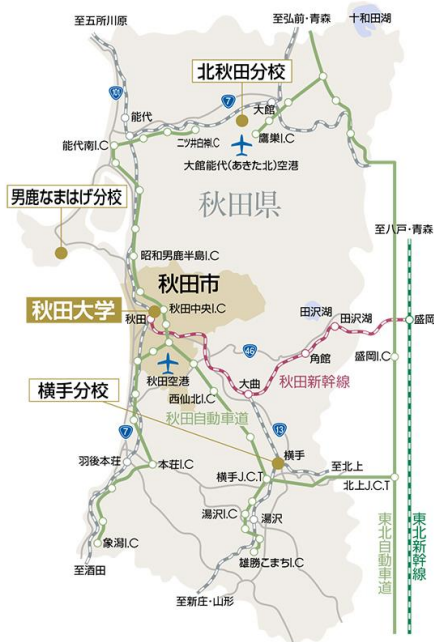 至五所川原
至弘前・青森
十和田湖
北秋田分校
101
7
大館
能代
能代南I.C
二ツ井白神I.C
鷹巣I.C
大館能代(あきた北)空港
男鹿なまはげ分校
秋田県
至八戸・青森
昭和男鹿半島I.C
秋田市
秋田大学
秋田
秋田中央I.C
田沢湖
田沢湖
盛岡
46
角館
盛岡I.C
秋田空港
大曲
秋田新幹線
横手分校
西仙北I.C
秋田自動車道
7
13
羽後本荘
本荘I.C
横手
至北上
横手J.C.T
北上J.C.T
湯沢I.C
湯沢
東北自動車道
東北新幹線
象潟I.C
雄勝こまちI.C
至酒田
至新庄・山形